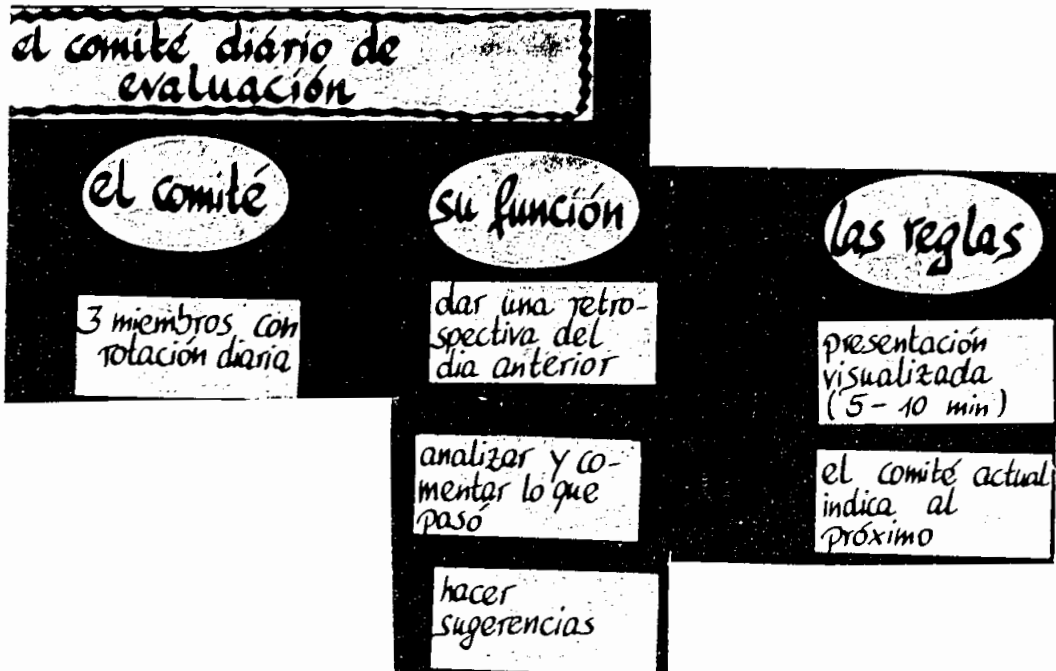 el comité diário de
evaluación
el comité
3 miembros con
rotación diaria
su función
dar una retro-
spectiva del
dia anterior
analizar y co-
mentar lo que
pasó
hacer
sugerencias
las reglas
presentación
visualizada
(5 - 10 min)
el comité actual
indica al
próximo